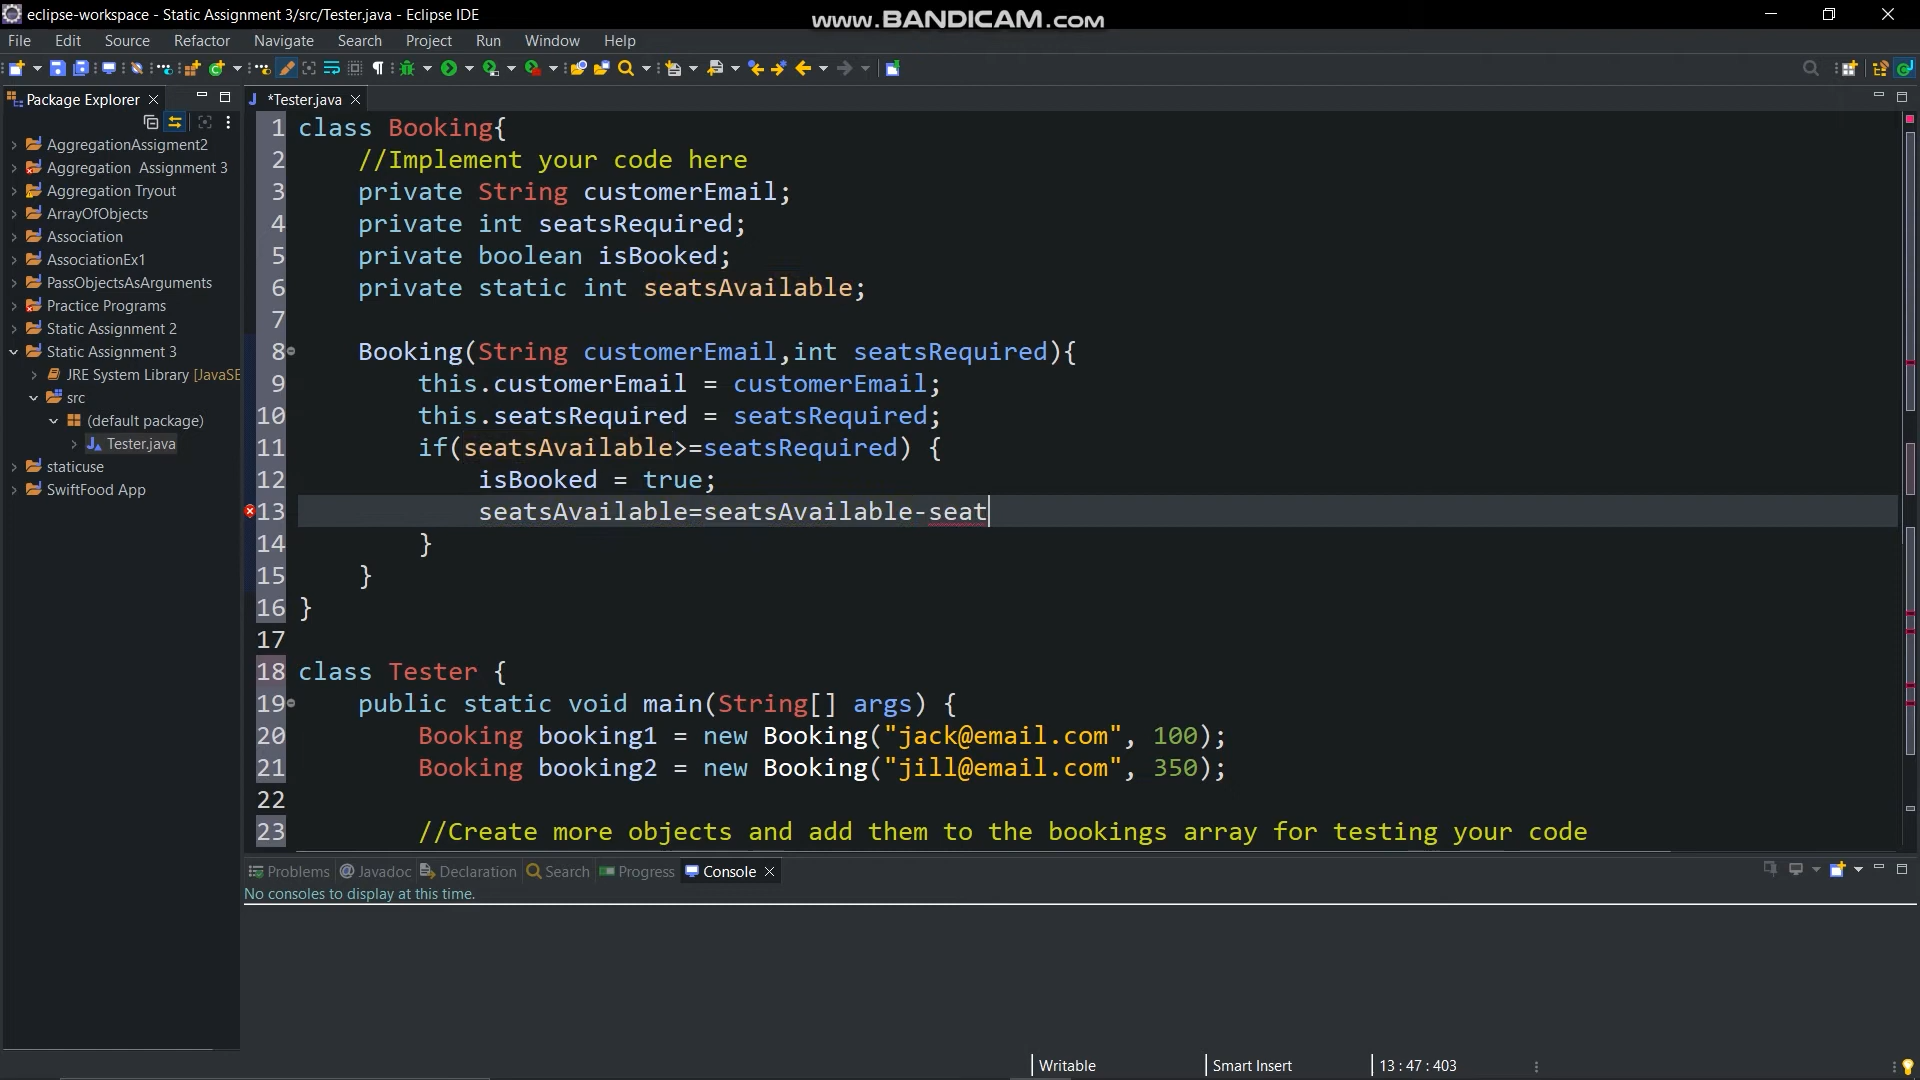 eclipse-workspace - Static Assignment 3/src/Tester.java - Eclipse IDE
www.BANDICAM.com
File Edit Source Refactor Navigate Search Project Run Window Help
Package Explorer
*Tester.java
AggregationAssigment2
Aggregation Assignment 3
Aggregation Tryout
ArrayOfObjects
Association
AssociationEx1
PassObjectsAsArguments
Practice Programs
Static Assignment 2
Static Assignment 3
JRE System Library [JavaSE
src
(default package)
Tester.java
staticuse
SwiftFood App
1 class Booking{
2 //Implement your code here
3 private String customerEmail;
4 private int seatsRequired;
5 private boolean isBooked;
6 private static int seatsAvailable;
7
8 Booking(String customerEmail,int seatsRequired){
9 this.customerEmail = customerEmail;
10 this.seatsRequired = seatsRequired;
11 if(seatsAvailable>=seatsRequired) {
12 isBooked = true;
13 seatsAvailable=seatsAvailable-seat
14 }
15 }
16 }
17
18 class Tester {
19 public static void main(String[] args) {
20 Booking booking1 = new Booking("jack@email.com", 100);
21 Booking booking2 = new Booking("jill@email.com", 350);
22
23 //Create more objects and add them to the bookings array for testing your code
Problems @ Javadoc Declaration Search Progress Console
No consoles to display at this time.
Writable Smart Insert 13 : 47 : 403